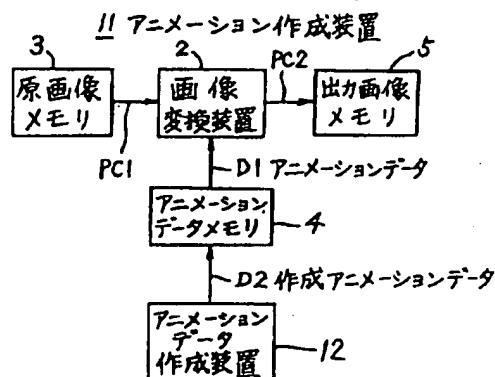 11 アニメーション作成装置
3
2
PC2
5
原画像
メモリ
画像
変換装置
出力画像
メモリ
PC1
D1 アニメーションデータ
アニメーション
データメモリ
4
D2 作成アニメーションデータ
アニメーション
データ
作成装置
12